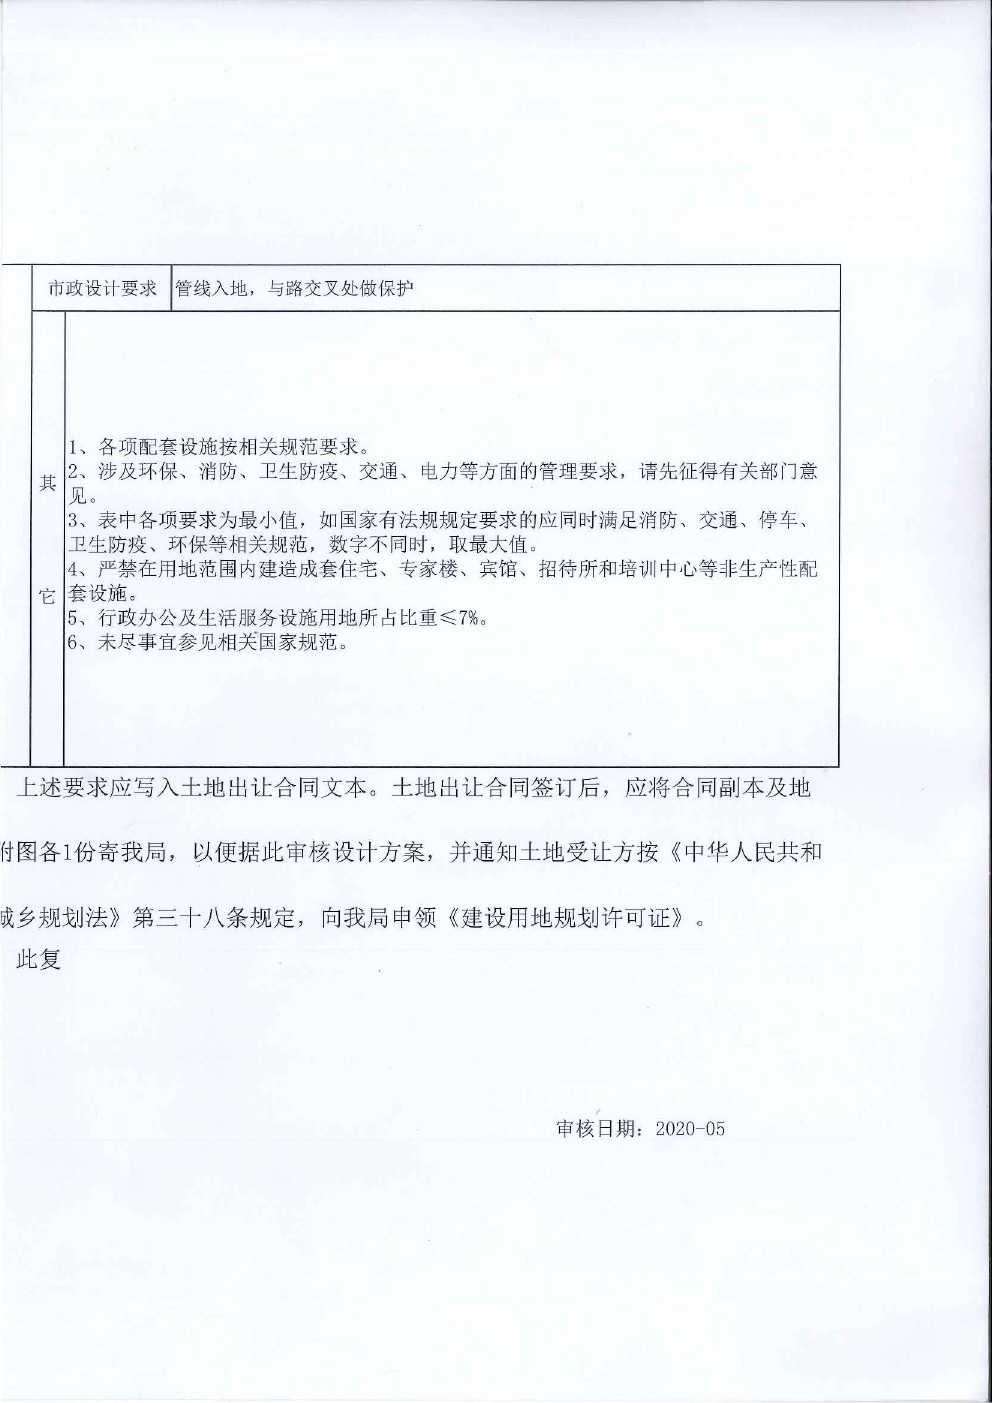 市政设计要求 管线入地，与路交叉处做保护
其
它
1、各项配套设施按相关规范要求。
2、涉及环保、消防、卫生防疫、交通、电力等方面的管理要求，请先征得有关部门意
见。
3、表中各项要求为最小值，如国家有法规规定要求的应同时满足消防、交通、停车、
卫生防疫、环保等相关规范，数字不同时，取最大值。
4、严禁在用地范围内建造成套住宅、专家楼、宾馆、招待所和培训中心等非生产性配
套设施。
5、行政办公及生活服务设施用地所占比重≤7%。
6、未尽事宜参见相关国家规范。
上述要求应写入土地出让合同文本。土地出让合同签订后，应将合同副本及地
附图各1份寄我局，以便据此审核设计方案，并通知土地受让方按《中华人民共和
城乡规划法》第三十八条规定，向我局申领《建设用地规划许可证》。
此复
审核日期：2020-05